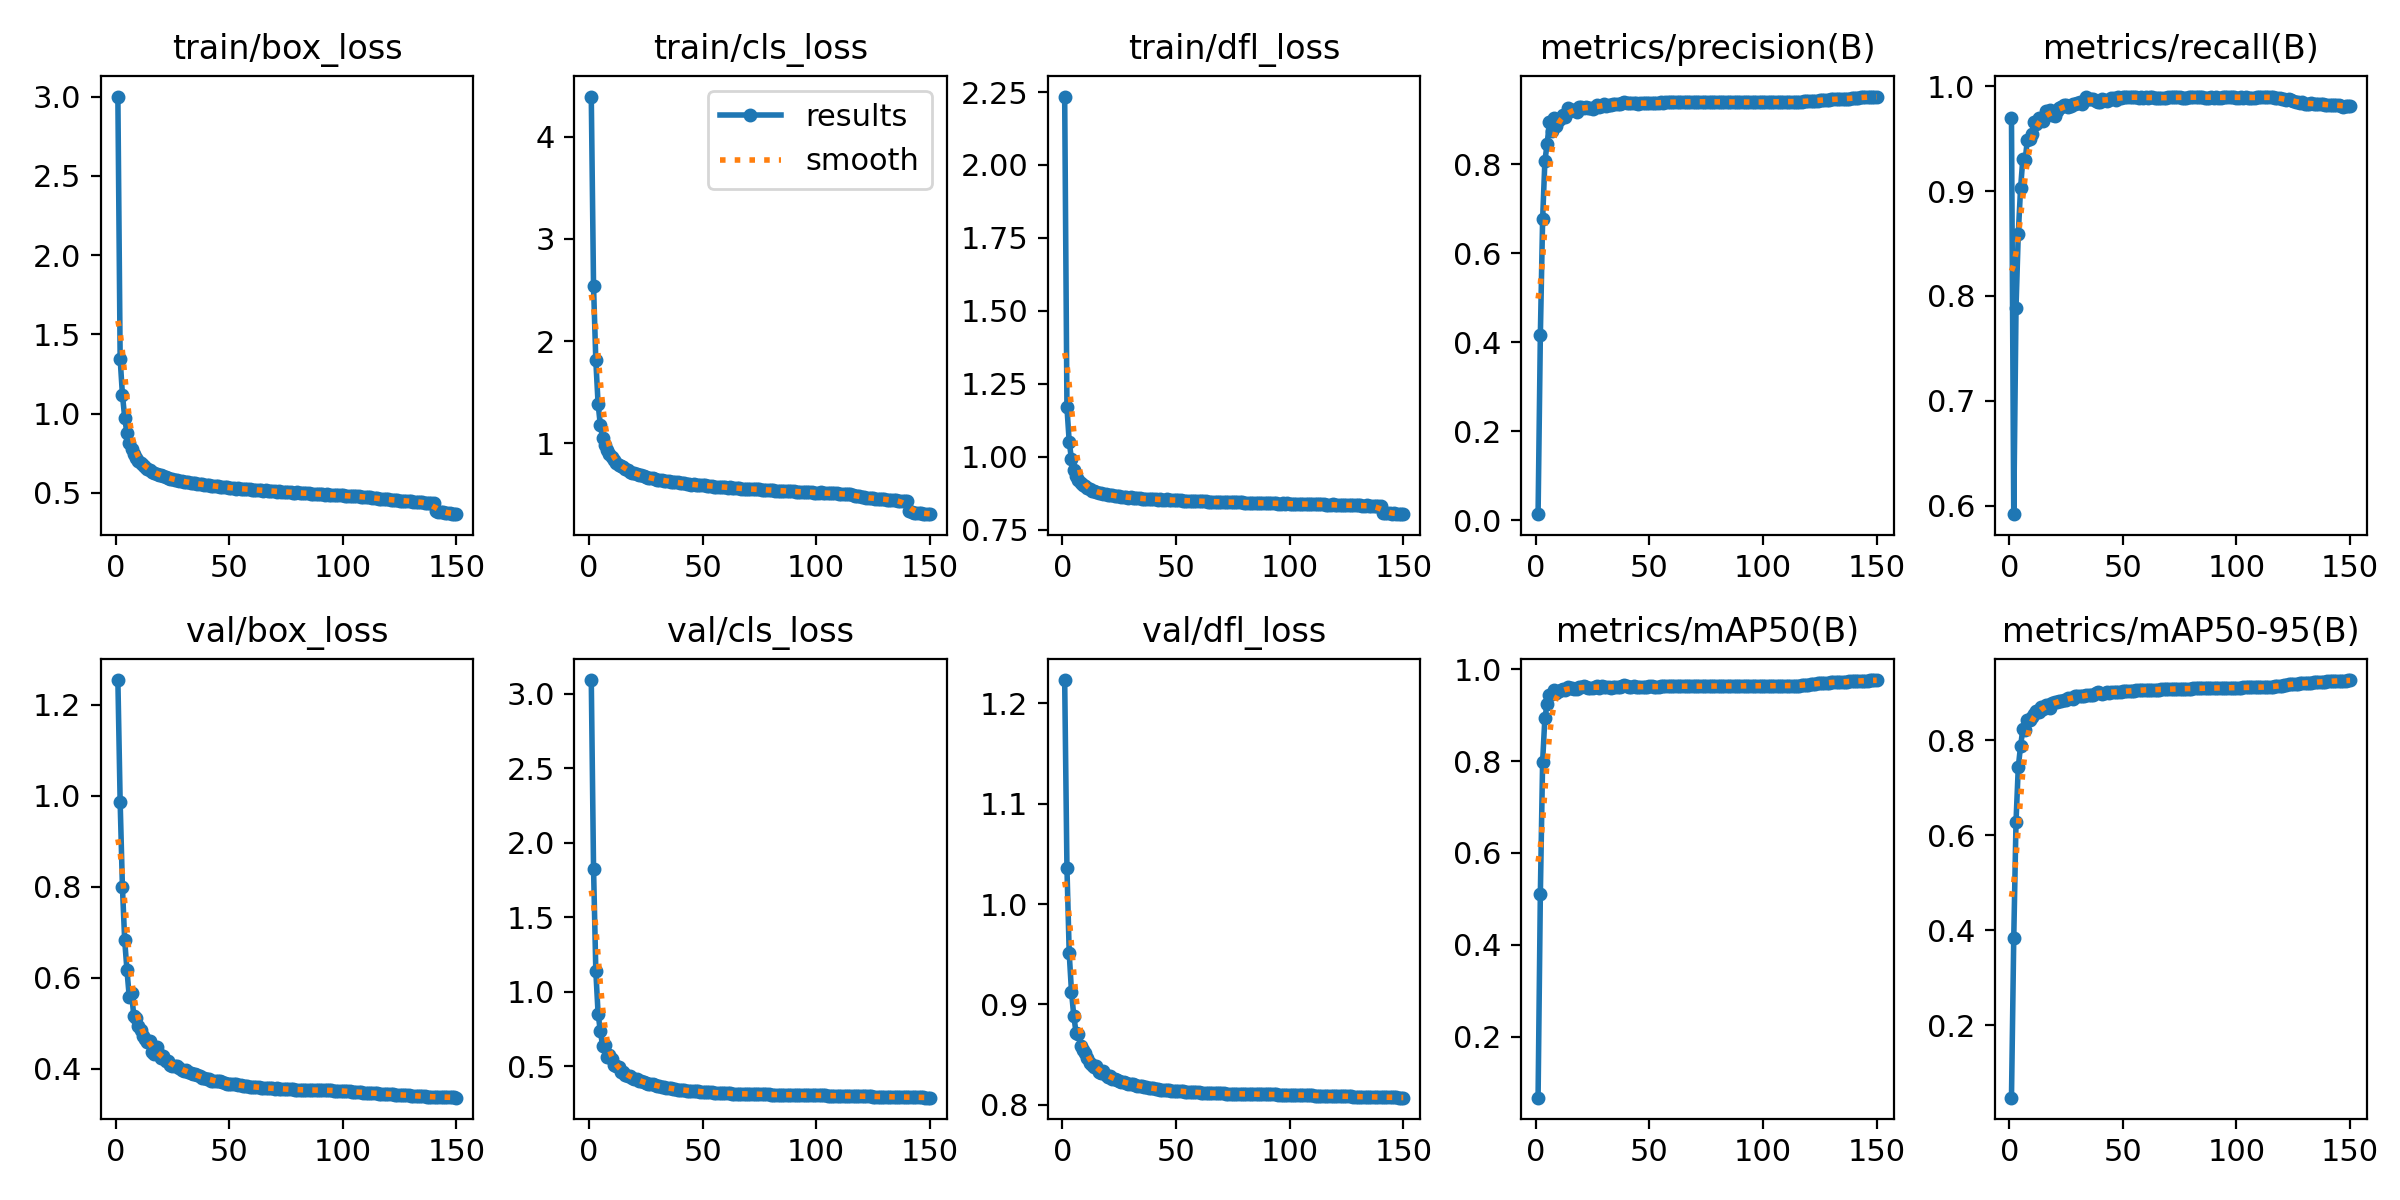 train/box_loss
3.0
2.5
2.0
1.5
1.0
0.5
0 50 100 150
train/cls_loss
results
smooth
4
3
2
1
0 50 100 150
train/dfl_loss
2.25
2.00
1.75
1.50
1.25
1.00
0.75
0 50 100 150
metrics/precision(B)
0.8
0.6
0.4
0.2
0.0
0 50 100 150
metrics/recall(B)
1.0
0.9
0.8
0.7
0.6
0 50 100 150
val/box_loss
1.2
1.0
0.8
0.6
0.4
0 50 100 150
val/cls_loss
3.0
2.5
2.0
1.5
1.0
0.5
0 50 100 150
val/dfl_loss
1.2
1.1
1.0
0.9
0.8
0 50 100 150
metrics/mAP50(B)
1.0
0.8
0.6
0.4
0.2
0 50 100 150
metrics/mAP50-95(B)
0.8
0.6
0.4
0.2
0 50 100 150